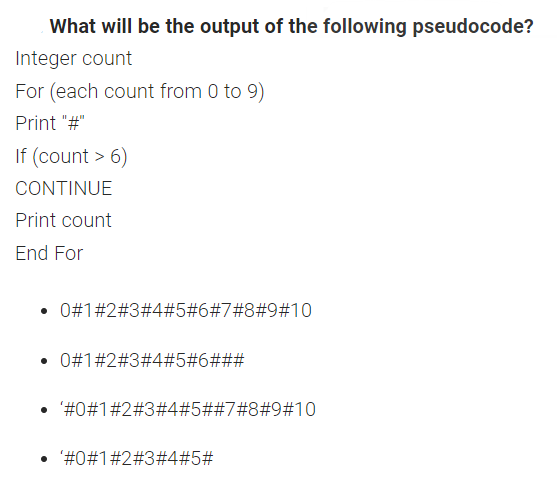 What will be the output of the following pseudocode?
Integer count
For (each count from 0 to 9)
Print "#"
If (count > 6)
CONTINUE
Print count
End For
• 0#1#2#3#4#5#6#7#8#9#10
• 0#1#2#3#4#5#6###
• ‘#0#1#2#3#4#5##7#8#9#10
• ‘#0#1#2#3#4#5#